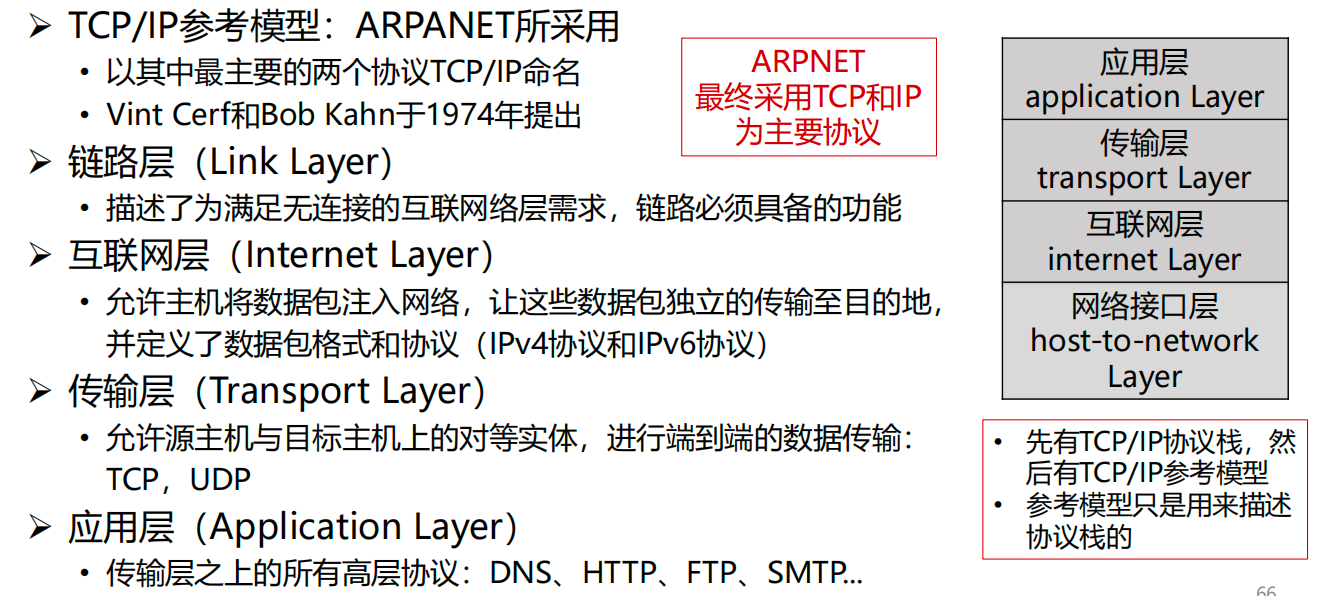 ➢ TCP/IP参考模型：ARPANET所采用
• 以其中最主要的两个协议TCP/IP命名
• Vint Cerf和Bob Kahn于1974年提出
➢ 链路层（Link Layer）
• 描述了为满足无连接的互联网络层需求，链路必须具备的功能
➢ 互联网层（Internet Layer）
• 允许主机将数据包注入网络，让这些数据包独立的传输至目的地，
并定义了数据包格式和协议（IPv4协议和IPv6协议）
➢ 传输层（Transport Layer）
• 允许源主机与目标主机上的对等实体，进行端到端的数据传输：
TCP，UDP
➢ 应用层（Application Layer）
• 传输层之上的所有高层协议：DNS、HTTP、FTP、SMTP...
ARPNET
最终采用TCP和IP
为主要协议
应用层
application Layer
传输层
transport Layer
互联网层
internet Layer
网络接口层
host-to-network
Layer
• 先有TCP/IP协议栈，然
后有TCP/IP参考模型
• 参考模型只是用来描述
协议栈的
66